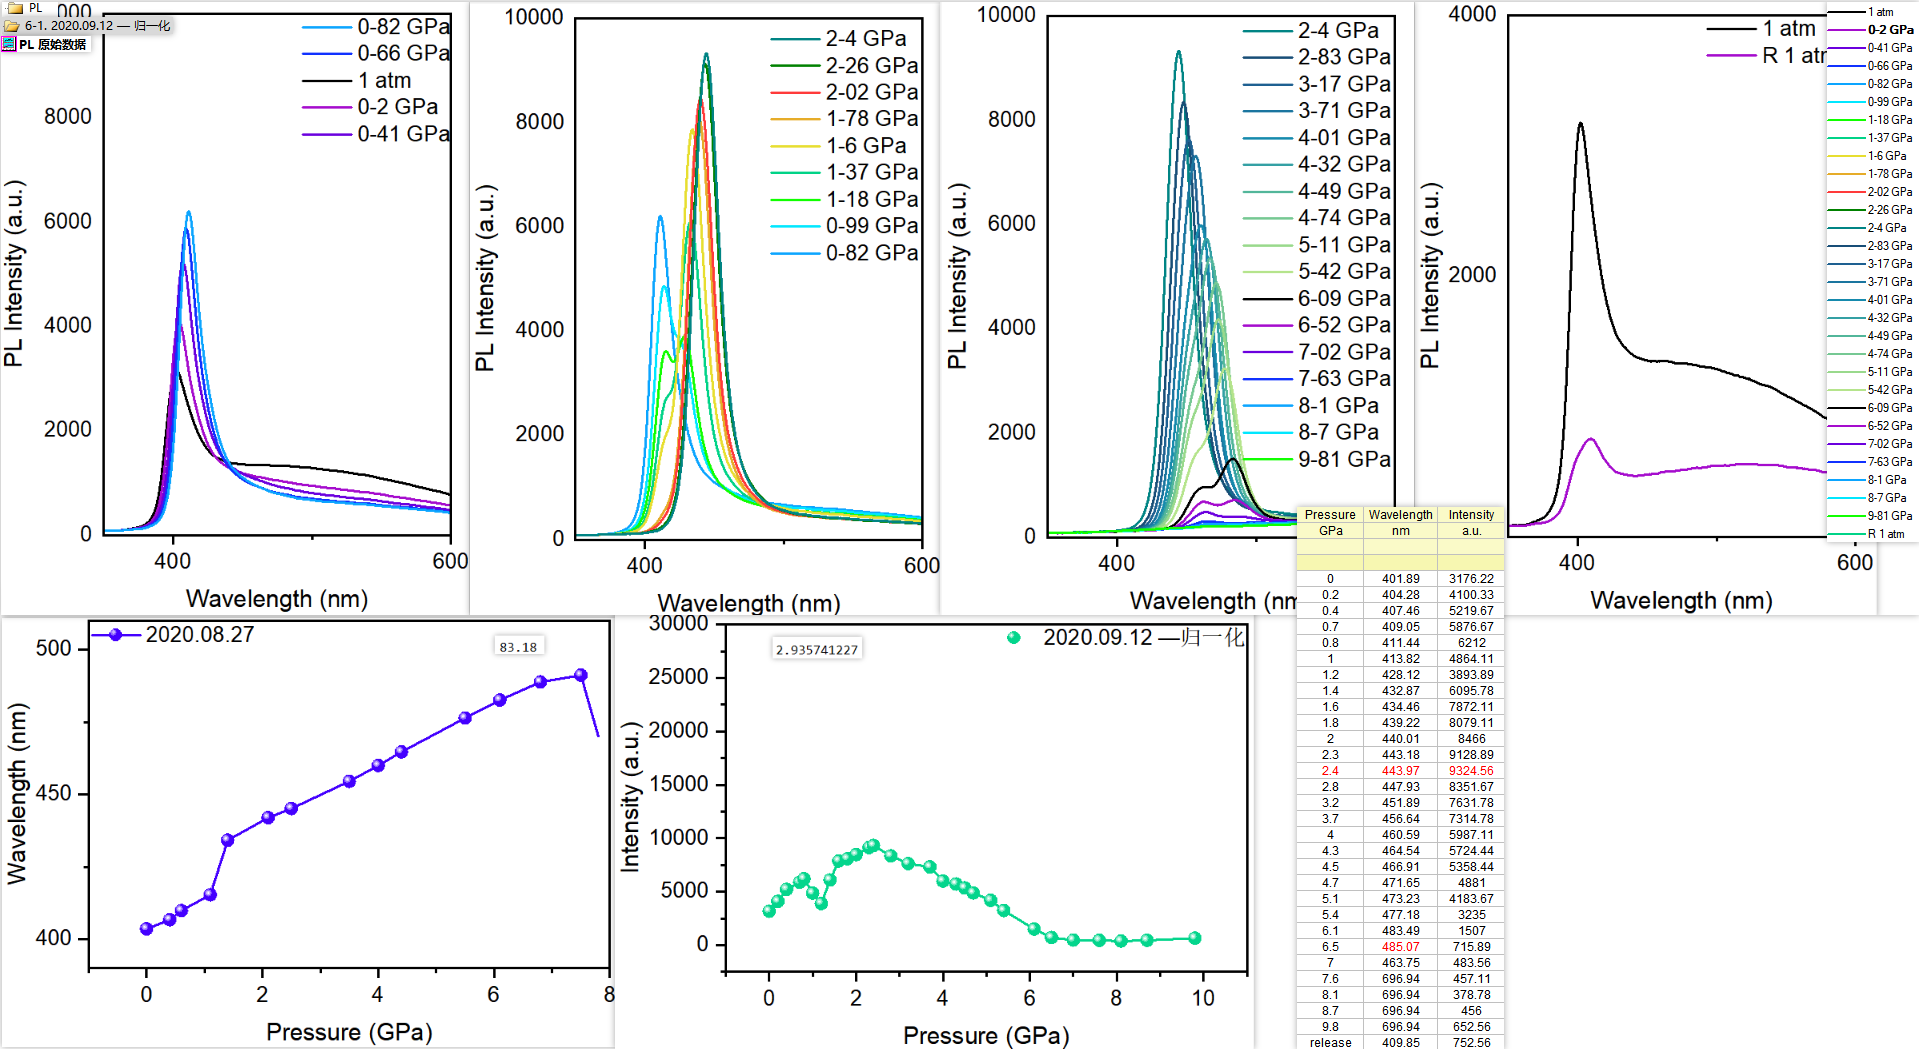 PL
6-1. 2020.09.12 — 归一化
PL 原始数据
000
8000
6000
4000
2000
0
400
600
PL Intensity (a.u.)
Wavelength (nm)
0-82 GPa
0-66 GPa
1 atm
0-2 GPa
0-41 GPa
10000
8000
6000
4000
2000
0
400
600
PL Intensity (a.u.)
Wavelength (nm)
2-4 GPa
2-26 GPa
2-02 GPa
1-78 GPa
1-6 GPa
1-37 GPa
1-18 GPa
0-99 GPa
0-82 GPa
10000
8000
6000
4000
2000
0
400
PL Intensity (a.u.)
Wavelength (nm
2-4 GPa
2-83 GPa
3-17 GPa
3-71 GPa
4-01 GPa
4-32 GPa
4-49 GPa
4-74 GPa
5-11 GPa
5-42 GPa
6-09 GPa
6-52 GPa
7-02 GPa
7-63 GPa
8-1 GPa
8-7 GPa
9-81 GPa
4000
2000
400
600
PL Intensity (a.u.)
Wavelength (nm)
1 atm
R 1 atm
1 atm
0-2 GPa
0-41 GPa
0-66 GPa
0-82 GPa
0-99 GPa
1-18 GPa
1-37 GPa
1-6 GPa
1-78 GPa
2-02 GPa
2-26 GPa
2-4 GPa
2-83 GPa
3-17 GPa
3-71 GPa
4-01 GPa
4-32 GPa
4-49 GPa
4-74 GPa
5-11 GPa
5-42 GPa
6-09 GPa
6-52 GPa
7-02 GPa
7-63 GPa
8-1 GPa
8-7 GPa
9-81 GPa
R 1 atm
2020.08.27
83.18
500
450
400
0 2 4 6 8
Wavelength (nm)
Pressure (GPa)
2020.09.12 —归一化
2.935741227
30000
25000
20000
15000
10000
5000
0
0 2 4 6 8 10
Intensity (a.u.)
Pressure (GPa)
Pressure Wavelength Intensity
GPa nm a.u.
0 401.89 3176.22
0.2 404.28 4100.33
0.4 407.46 5219.67
0.7 409.05 5876.67
0.8 411.44 6212
1 413.82 4864.11
1.2 428.12 3893.89
1.4 432.87 6095.78
1.6 434.46 7872.11
1.8 439.22 8079.11
2 440.01 8466
2.3 443.18 9128.89
2.4 443.97 9324.56
2.8 447.93 8351.67
3.2 451.89 7631.78
3.7 456.64 7314.78
4 460.59 5987.11
4.3 464.54 5724.44
4.5 466.91 5358.44
4.7 471.65 4881
5.1 473.23 4183.67
5.4 477.18 3235
6.1 483.49 1507
6.5 485.07 715.89
7 463.75 483.56
7.6 696.94 457.11
8.1 696.94 378.78
8.7 696.94 456
9.8 696.94 652.56
release 409.85 752.56